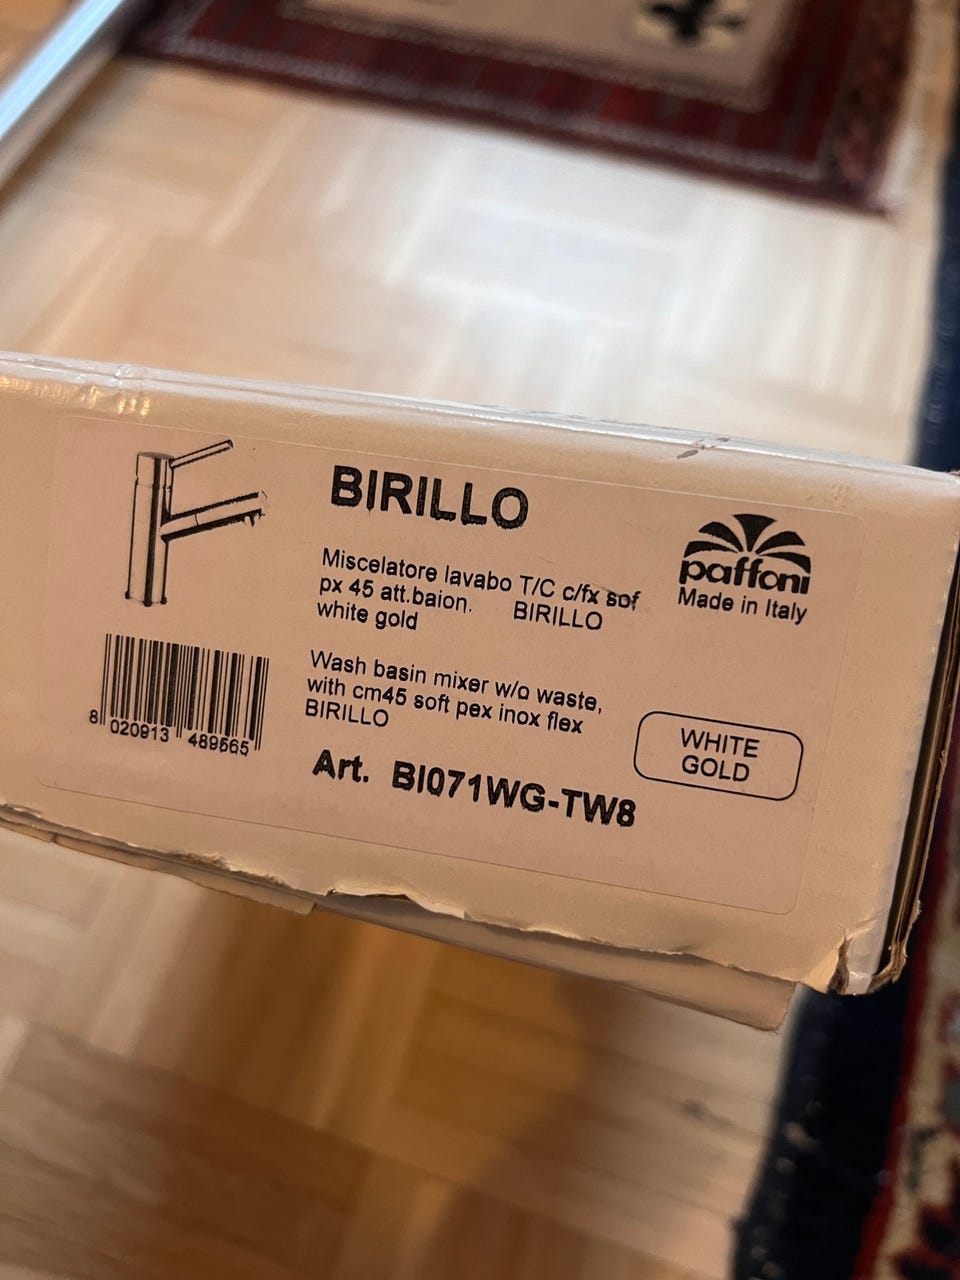 BIRILLO
Miscelatore lavabo T/C c/fx sof
px 45 att.baion. BIRILLO
white gold
paffoni
Made in Italy
Wash basin mixer w/o waste,
with cm45 soft pex inox flex
BIRILLO
WHITE
GOLD
8 020913 489565
Art. BI071WG-TW8